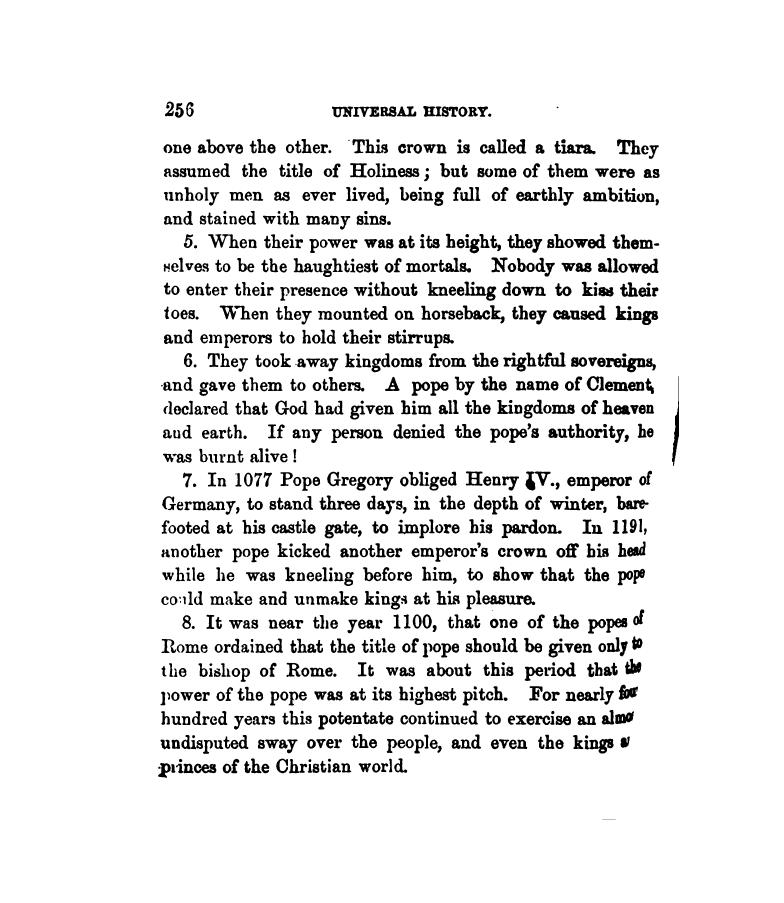 256 UNIVERSAL HISTORY.
one above the other. This crown is called a tiara. They
assumed the title of Holiness; but some of them were as
unholy men as ever lived, being full of earthly ambition,
and stained with many sins.
5. When their power was at its height, they showed them-
selves to be the haughtiest of mortals. Nobody was allowed
to enter their presence without kneeling down to kiss their
toes. When they mounted on horseback, they caused kings
and emperors to hold their stirrups.
6. They took away kingdoms from the rightful sovereigns,
and gave them to others. A pope by the name of Clement,
declared that God had given him all the kingdoms of heaven
and earth. If any person denied the pope's authority, he
was burnt alive!
7. In 1077 Pope Gregory obliged Henry IV., emperor of
Germany, to stand three days, in the depth of winter, bare-
footed at his castle gate, to implore his pardon. In 1191,
another pope kicked another emperor's crown off his head
while he was kneeling before him, to show that the pope
could make and unmake kings at his pleasure.
8. It was near the year 1100, that one of the popes of
Rome ordained that the title of pope should be given only to
the bishop of Rome. It was about this period that the
power of the pope was at its highest pitch. For nearly four
hundred years this potentate continued to exercise an almo
undisputed sway over the people, and even the kings
princes of the Christian world.